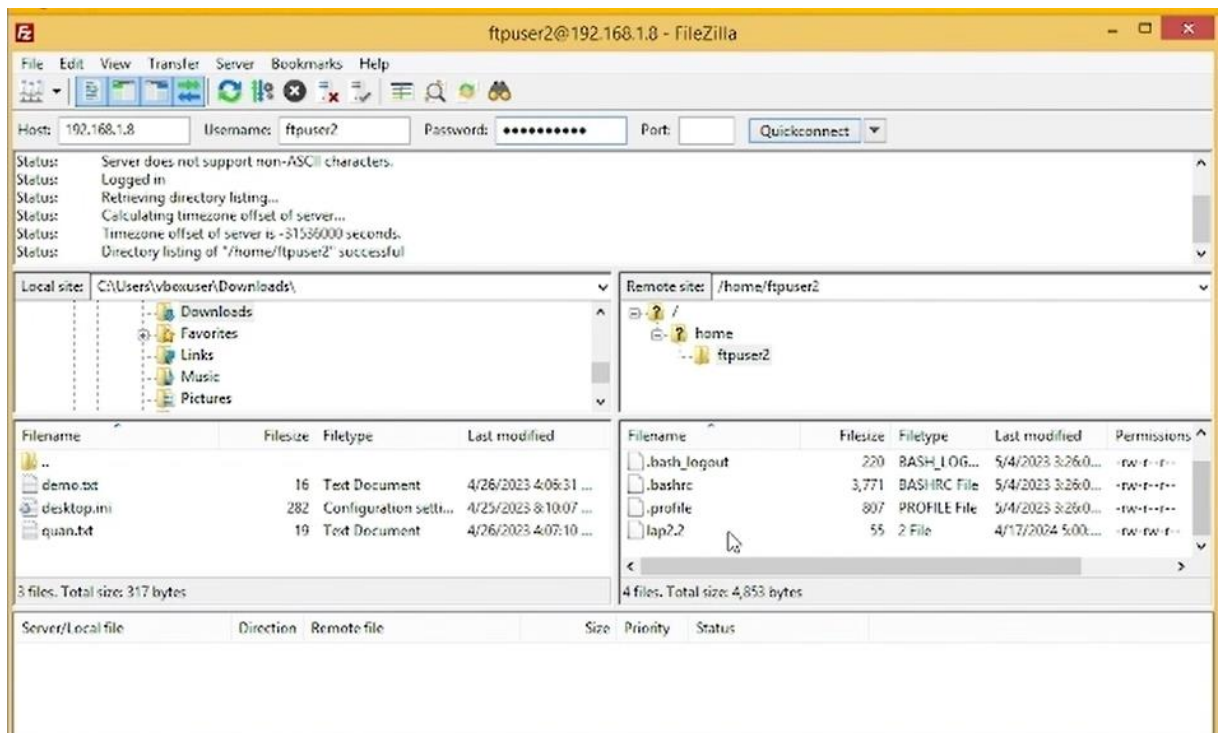 ftpuser2@192.168.1.8 - FileZilla
File Edit View Transfer Server Bookmarks Help
Host: 192.168.1.8 Username: ftpuser2 Password: ●●●●●●●●●● Port: Quickconnect
Status: Server does not support non-ASCII characters.
Status: Logged in
Status: Retrieving directory listing...
Status: Calculating timezone offset of server...
Status: Timezone offset of server is -31536000 seconds.
Status: Directory listing of "/home/ftpuser2" successful
Local site: C:\Users\vboxuser\Downloads\
Downloads
Favorites
Links
Music
Pictures
Remote site: /home/ftpuser2
/
home
ftpuser2
Filename Filesize Filetype Last modified
..
demo.txt 16 Text Document 4/26/2023 4:06:31 ...
desktop.ini 282 Configuration setti... 4/25/2023 8:10:07 ...
quan.txt 19 Text Document 4/26/2023 4:07:10 ...
3 files. Total size: 317 bytes
Filename Filesize Filetype Last modified Permissions
.bash_logout 220 BASH_LOG... 5/4/2023 3:26:0... -rw-r--r--
.bashrc 3,771 BASHRC File 5/4/2023 3:26:0... -rw-r--r--
.profile 807 PROFILE File 5/4/2023 3:26:0... -rw-r--r--
lap2.2 55 2 File 4/17/2024 5:00:... -rw-rw-r--
4 files. Total size: 4,853 bytes
Server/Local file Direction Remote file Size Priority Status